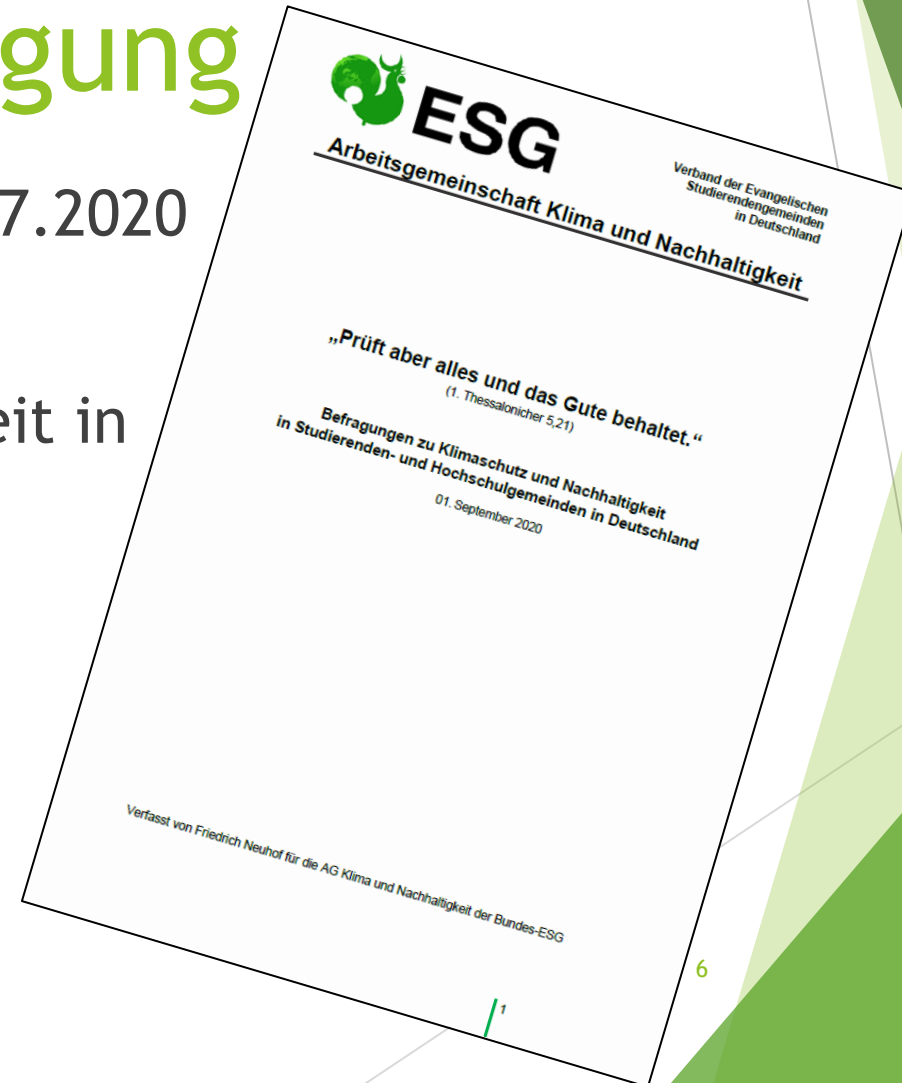 gung
7.2020
eit in
ESG
Verband der Evangelischen
Studierendengemeinden
in Deutschland
Arbeitsgemeinschaft Klima und Nachhaltigkeit
„Prüft aber alles und das Gute behaltet.“
(1. Thessalonicher 5,21)
Befragungen zu Klimaschutz und Nachhaltigkeit
in Studierenden- und Hochschulgemeinden in Deutschland
01. September 2020
Verfasst von Friedrich Neuhof für die AG Klima und Nachhaltigkeit der Bundes-ESG
1
6